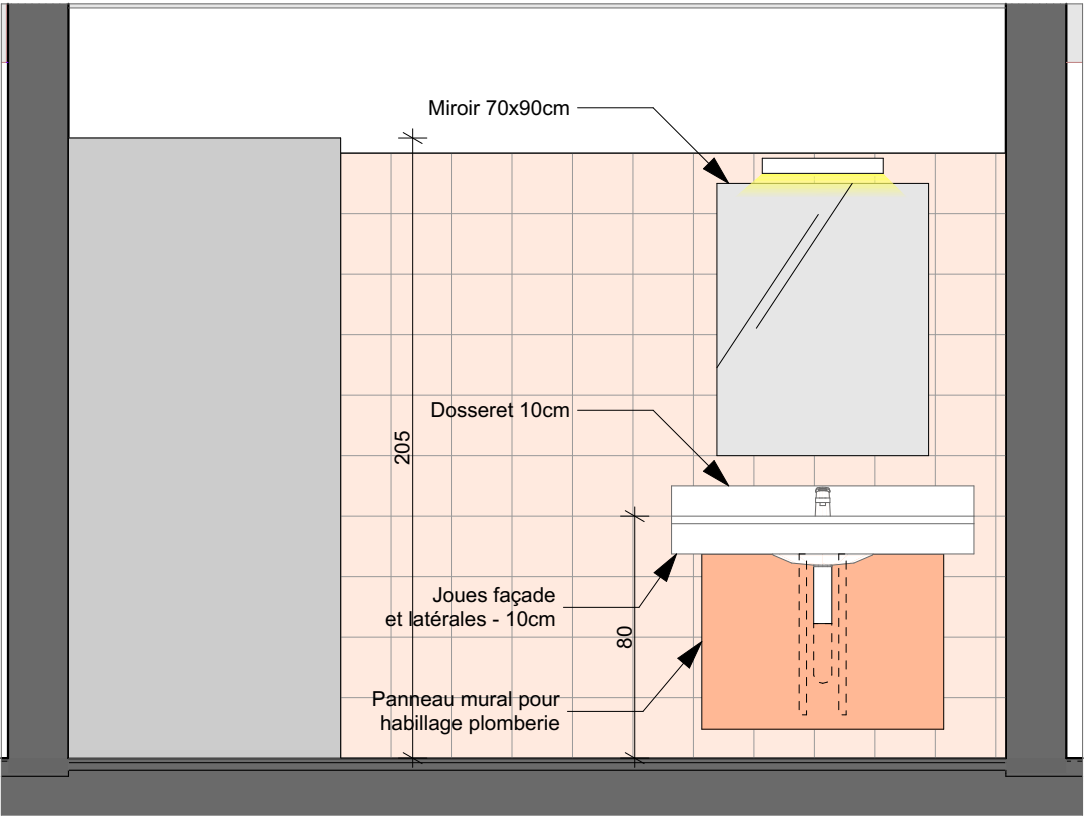 Miroir 70x90cm
Dosseret 10cm
205
Joues façade
et latérales - 10cm
80
Panneau mural pour
habillage plomberie